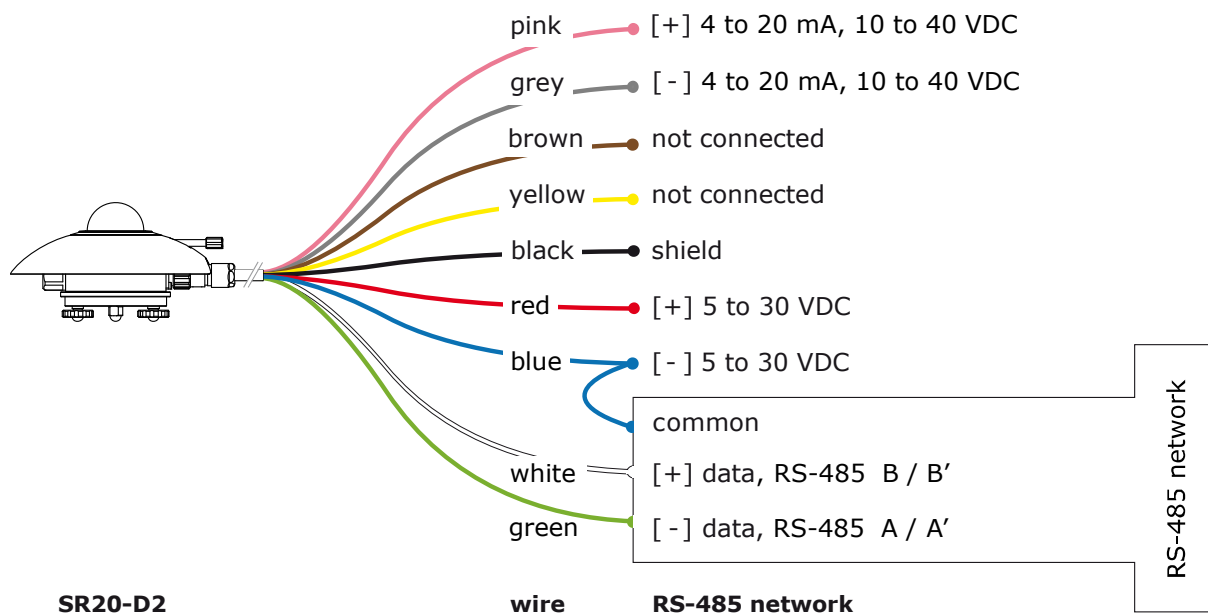 pink [+] 4 to 20 mA, 10 to 40 VDC
grey [-] 4 to 20 mA, 10 to 40 VDC
brown not connected
yellow not connected
black shield
red [+] 5 to 30 VDC
blue [-] 5 to 30 VDC
common
white [+] data, RS-485 B / B’
green [-] data, RS-485 A / A’
RS-485 network
SR20-D2 wire RS-485 network